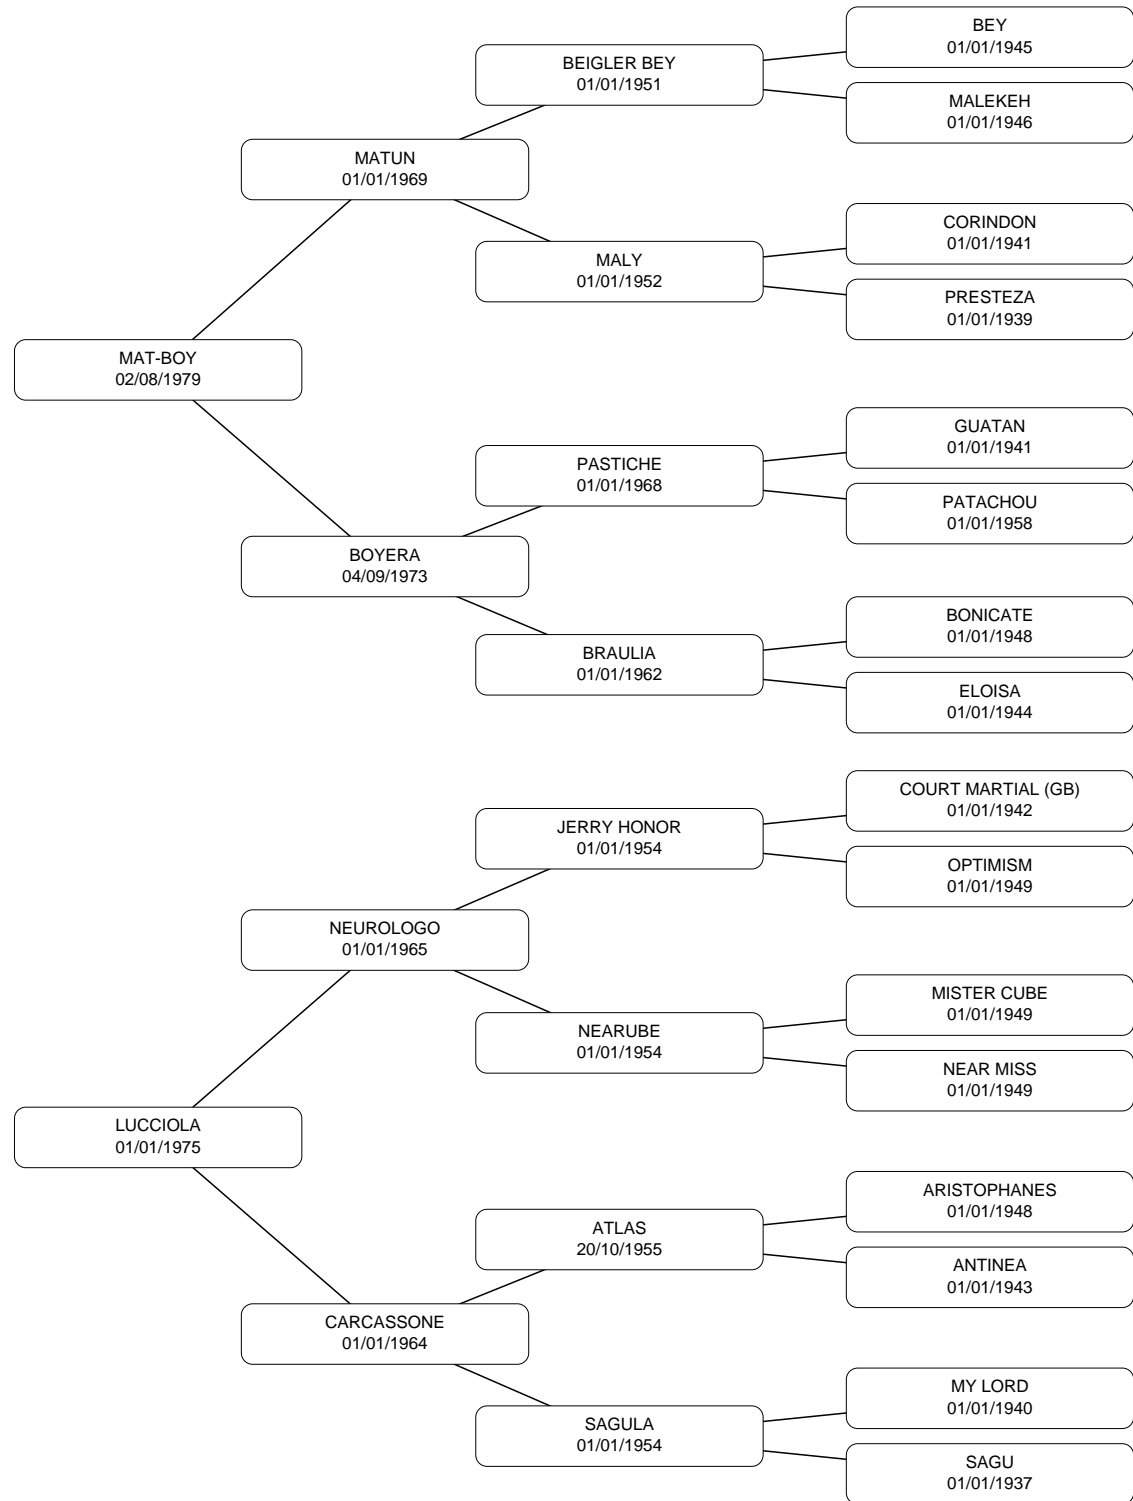 BEY
01/01/1945
BEIGLER BEY
01/01/1951
MALEKEH
01/01/1946
MATUN
01/01/1969
CORINDON
01/01/1941
MALY
01/01/1952
PRESTEZA
01/01/1939
MAT-BOY
02/08/1979
GUATAN
01/01/1941
PASTICHE
01/01/1968
PATACHOU
01/01/1958
BOYERA
04/09/1973
BONICATE
01/01/1948
BRAULIA
01/01/1962
ELOISA
01/01/1944
COURT MARTIAL (GB)
01/01/1942
JERRY HONOR
01/01/1954
OPTIMISM
01/01/1949
NEUROLOGO
01/01/1965
MISTER CUBE
01/01/1949
NEARUBE
01/01/1954
NEAR MISS
01/01/1949
LUCCIOLA
01/01/1975
ARISTOPHANES
01/01/1948
ATLAS
20/10/1955
ANTINEA
01/01/1943
CARCASSONE
01/01/1964
MY LORD
01/01/1940
SAGULA
01/01/1954
SAGU
01/01/1937